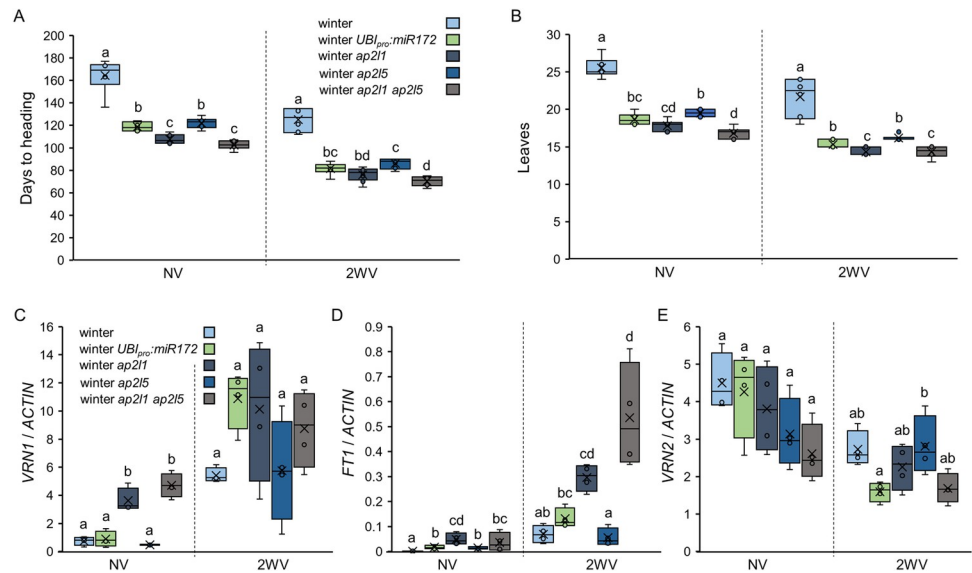 A
winter
winter UBIpro:miR172
winter ap2l1
winter ap2l5
winter ap2l1 ap2l5
Days to heading
200
180
160
140
120
100
80
60
40
20
0
a
b
c
b
c
a
bc
bd
c
d
NV
2WV
B
Leaves
30
25
20
15
10
5
0
a
bc
cd
b
d
a
b
c
b
c
NV
2WV
C
winter
winter UBIpro:miR172
winter ap2l1
winter ap2l5
winter ap2l1 ap2l5
VRN1 / ACTIN
16
14
12
10
8
6
4
2
0
a
a
b
a
b
a
a
a
a
a
NV
2WV
D
FT1 / ACTIN
0.9
0.8
0.7
0.6
0.5
0.4
0.3
0.2
0.1
0
a
b
cd
b
bc
ab
bc
cd
a
d
NV
2WV
E
VRN2 / ACTIN
6
5
4
3
2
1
0
a
a
a
a
a
ab
a
ab
b
ab
NV
2WV